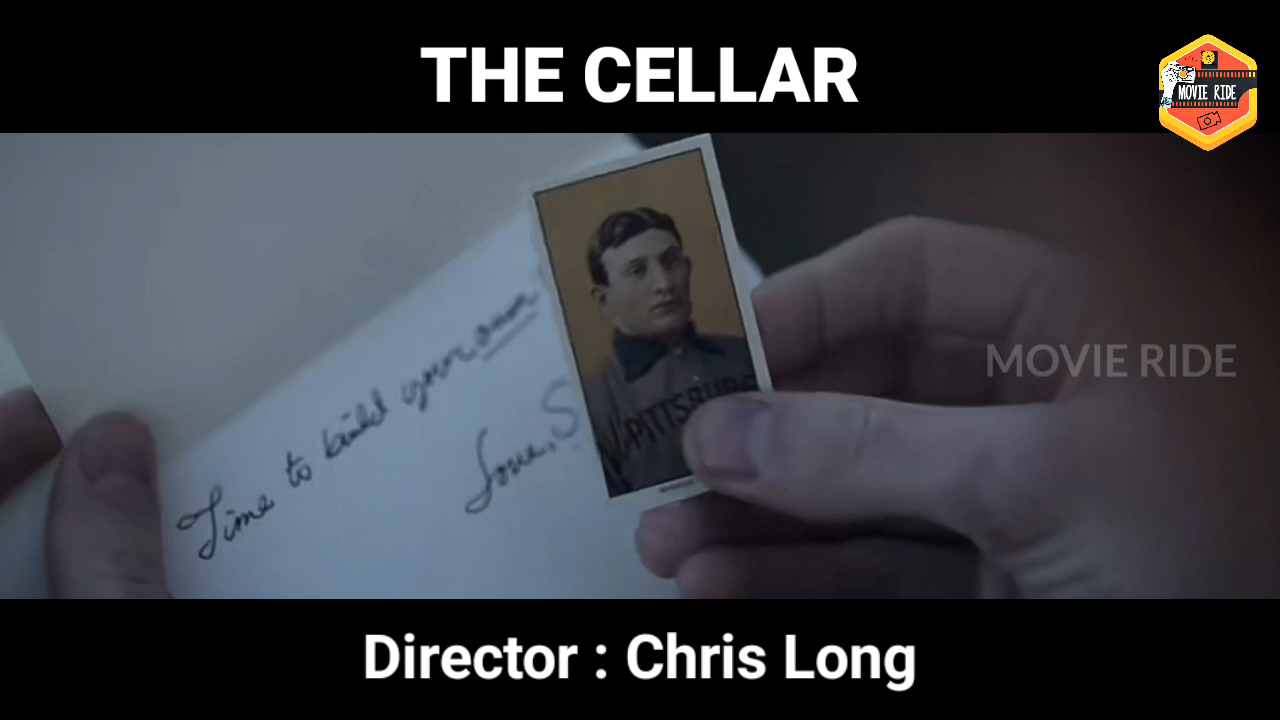 THE CELLAR
MOVIE RIDE
Time to build your own
Love, S
PITTSBURG
MOVIE RIDE
Director : Chris Long